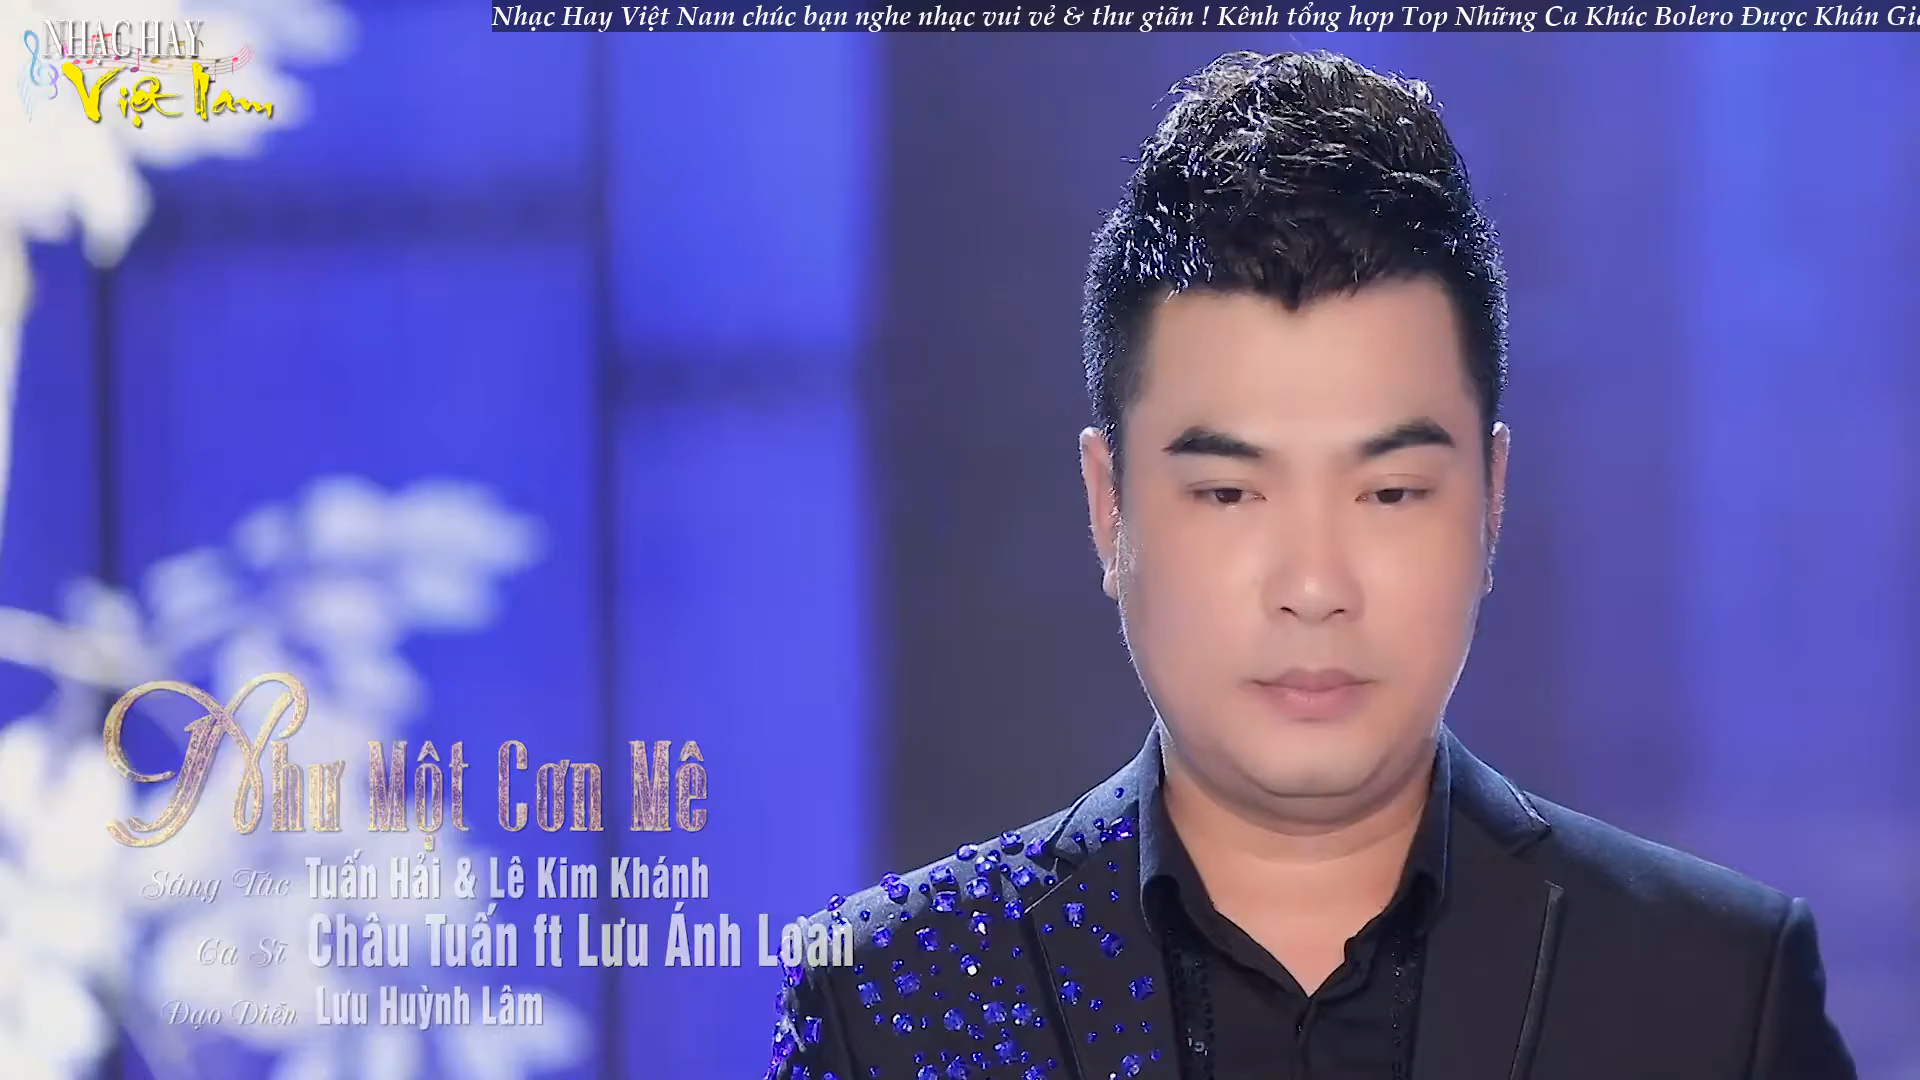 Nhạc Hay Việt Nam chúc bạn nghe nhạc vui vẻ & thư giãn ! Kênh tổng hợp Top Những Ca Khúc Bolero Được Khán Giả
NHẠC HAY
Việt Nam
Như Một Cơn Mê
Sáng Tác Tuấn Hải & Lê Kim Khánh
Ca Sĩ Châu Tuấn ft Lưu Ánh Loan
Đạo Diễn Lưu Huỳnh Lâm